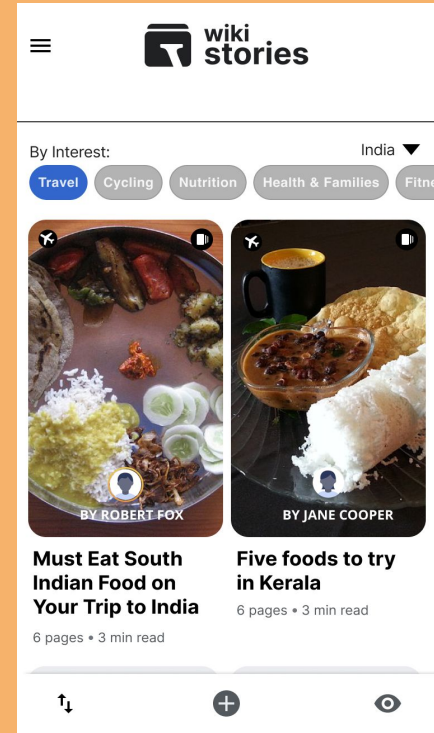 wiki
stories
By Interest:
India
Travel
Cycling
Nutrition
Health & Families
Fitne
BY ROBERT FOX
BY JANE COOPER
Must Eat South
Indian Food on
Your Trip to India
6 pages • 3 min read
Five foods to try
in Kerala
6 pages • 3 min read